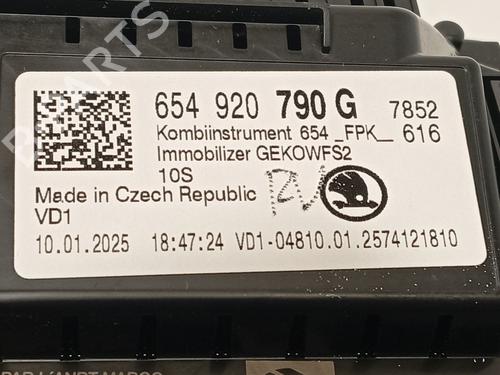 654 920 790 G 7852
Kombiinstrument 654 _FPK__ 616
Immobilizer GEKOWFS2
10S
Made in Czech Republic
VD1
10.01.2025 18:47:24 VD1-04810.01.2574121810